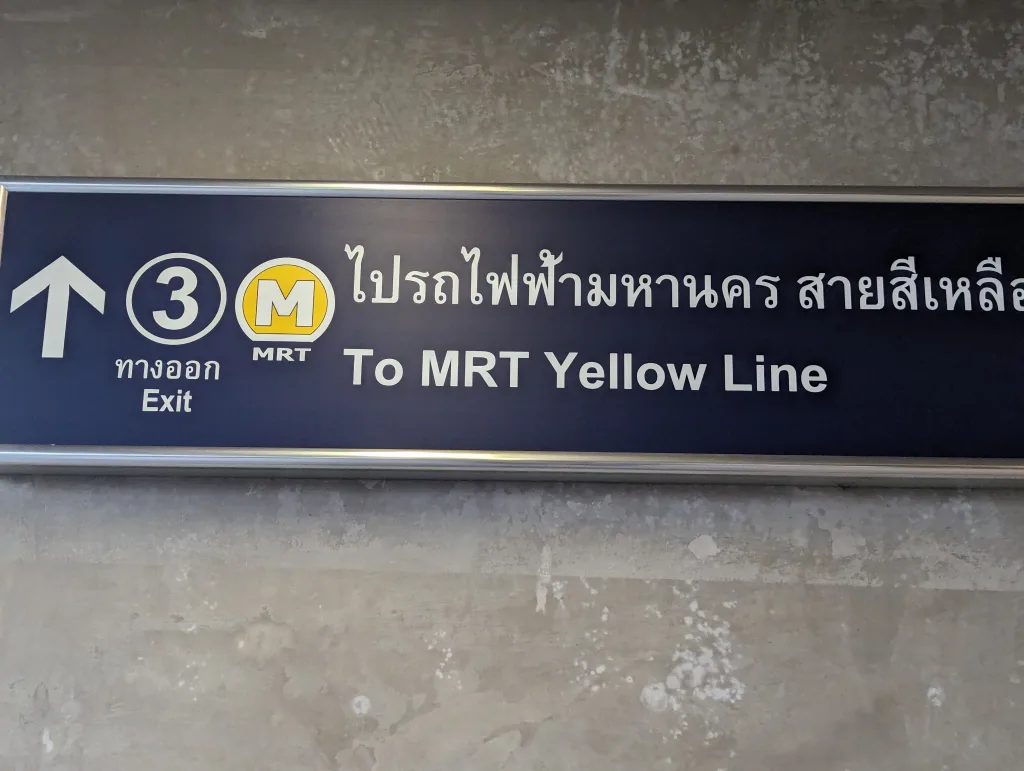 3
ทางออก
Exit
M
MRT
ไปรถไฟฟ้ามหานคร
To MRT Yellow Line